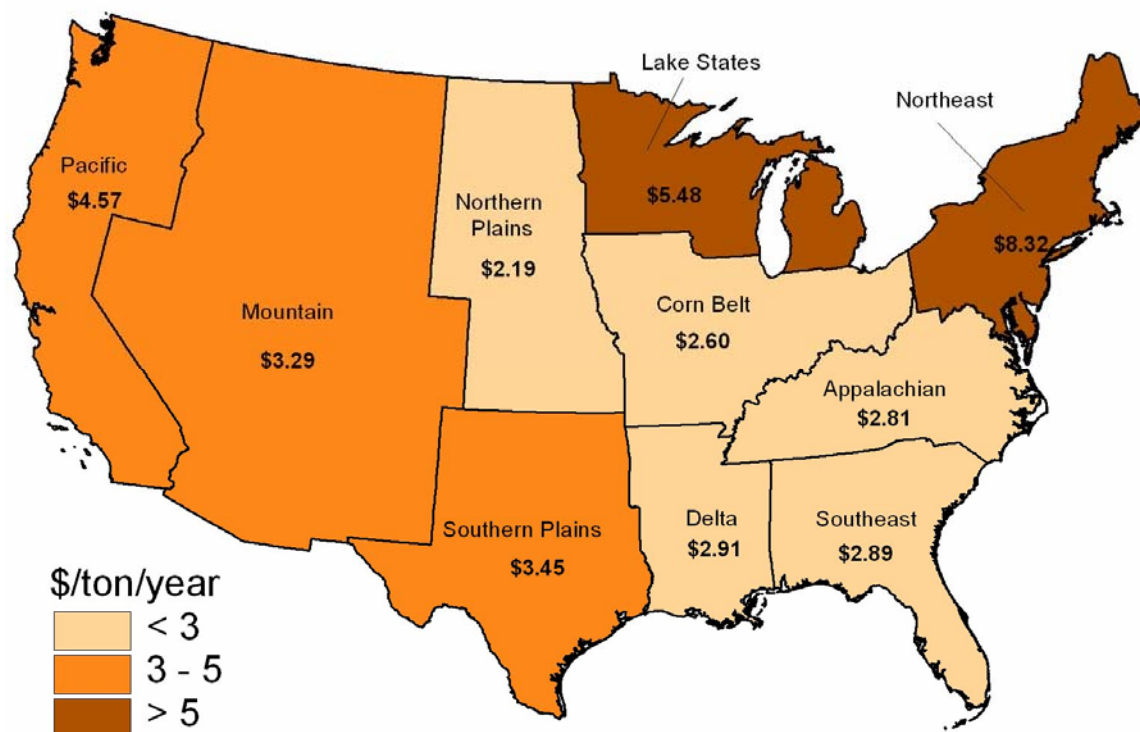 Lake States
Northeast
Pacific
$4.57
Northern
Plains
$2.19
$5.48
$8.32
Mountain
$3.29
Corn Belt
$2.60
Appalachian
$2.81
Southern Plains
$3.45
Delta
$2.91
Southeast
$2.89
$/ton/year
< 3
3 - 5
> 5